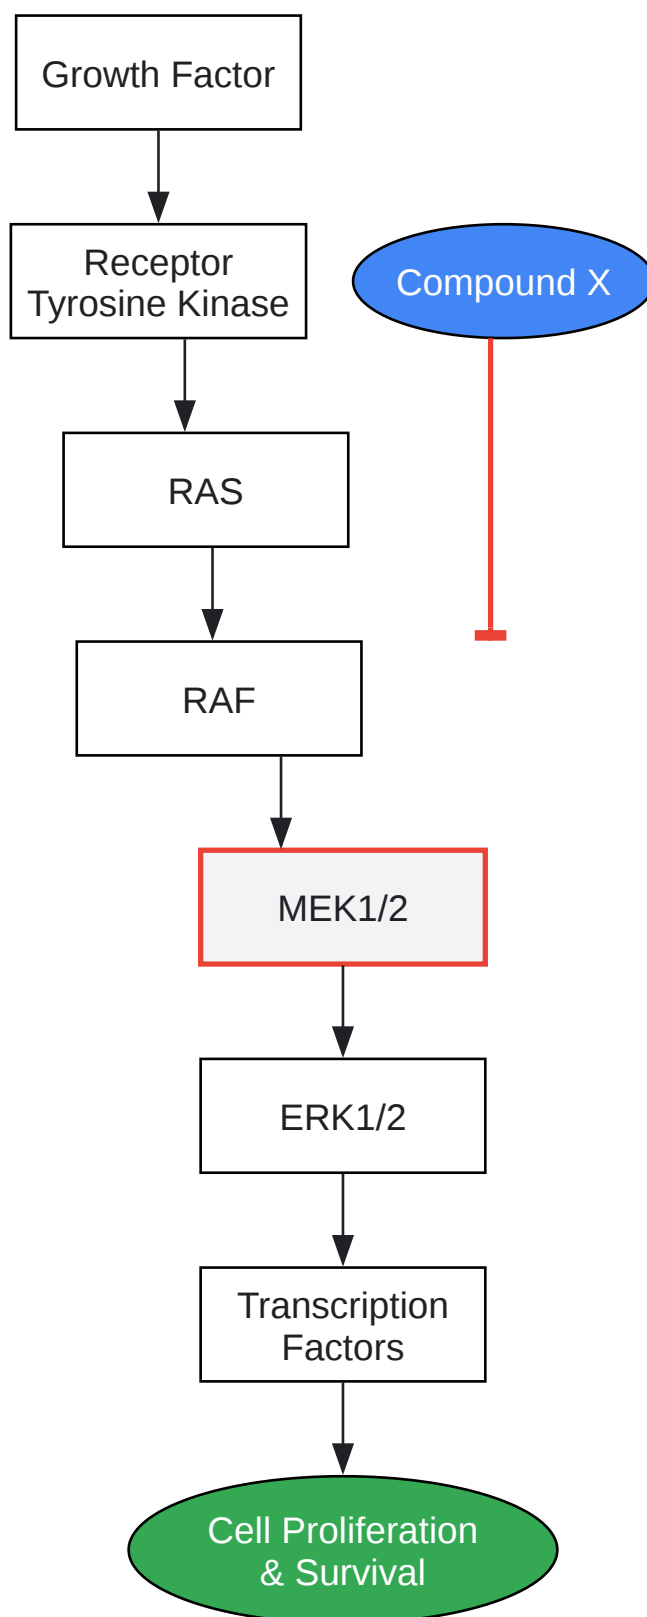 Growth Factor
Receptor
Tyrosine Kinase
Compound X
RAS
RAF
MEK1/2
ERK1/2
Transcription
Factors
Cell Proliferation
& Survival